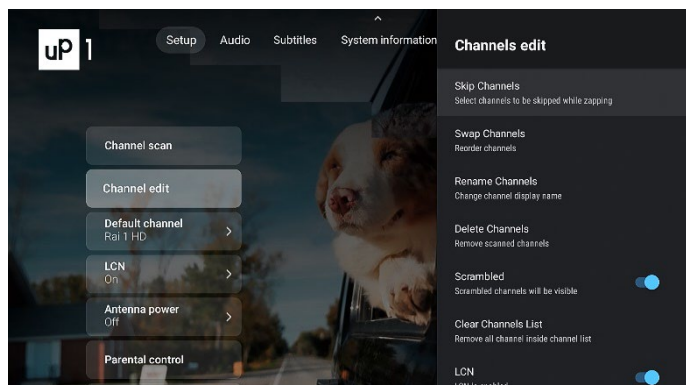 uP 1
Setup Audio Subtitles System information
Channel scan
Channel edit
Default channel
Rai 1 HD
LCN
On
Antenna power
Off
Parental control
Channels edit
Skip Channels
Select channels to be skipped while zapping
Swap Channels
Reorder channels
Rename Channels
Change channel display name
Delete Channels
Remove scanned channels
Scrambled
Scrambled channels will be visible
Clear Channels List
Remove all channel inside channel list
LCN
LCN is enabled